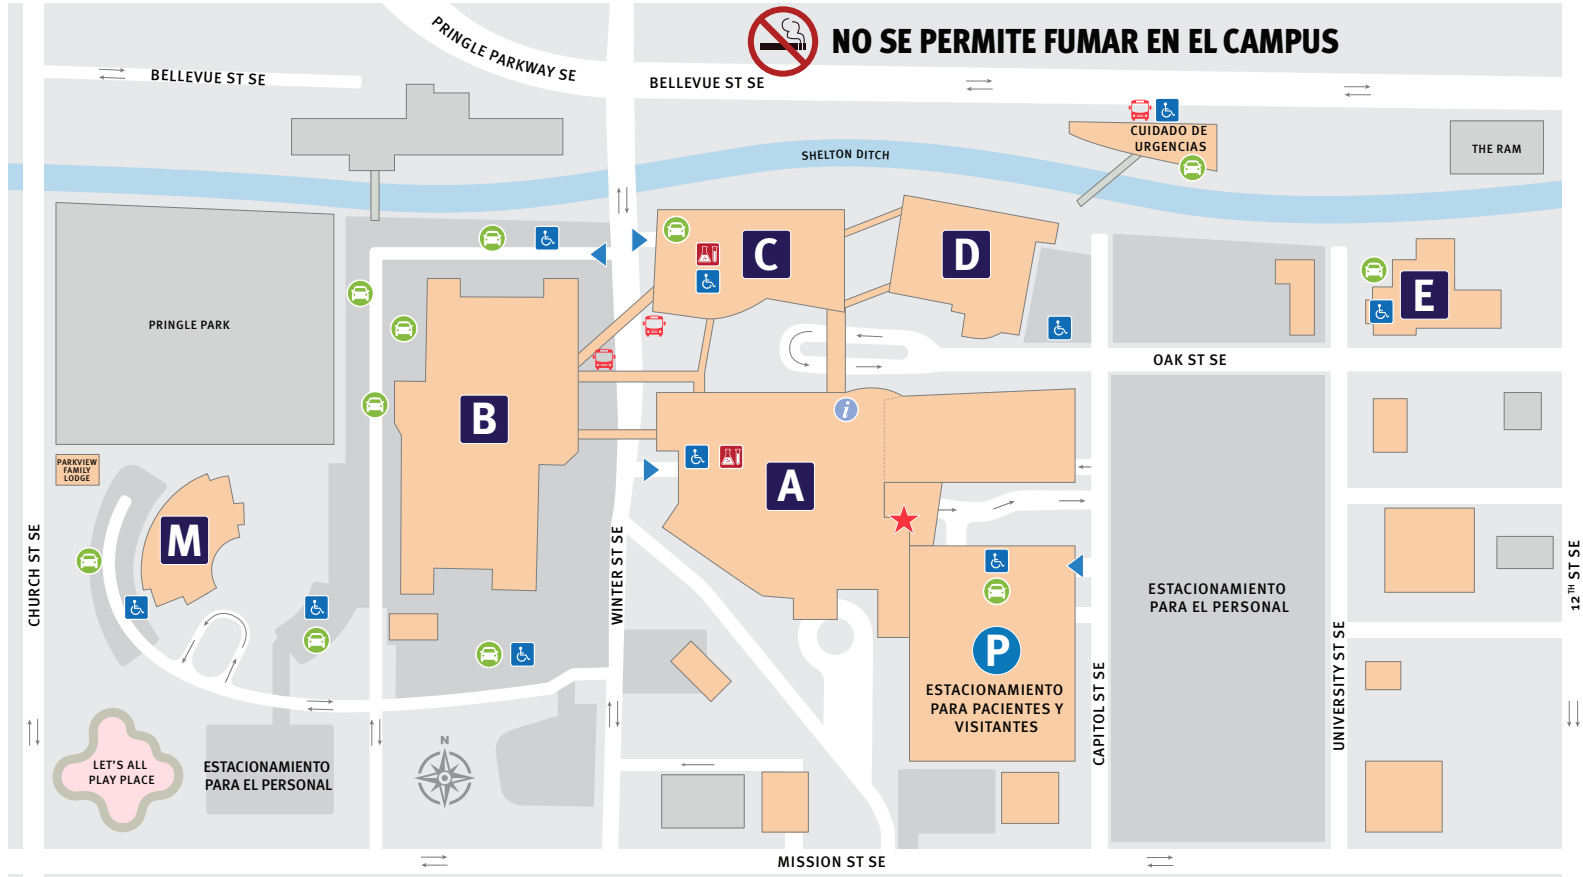 NO SE PERMITE FUMAR EN EL CAMPUS
PRINGLE PARKWAY SE
BELLEVUE ST SE
BELLEVUE ST SE
CUIDADO DE
URGENCIAS
THE RAM
SHELTON DITCH
C
D
E
PRINGLE PARK
OAK ST SE
B
i
A
PARKVIEW
FAMILY
LODGE
M
CHURCH ST SE
WINTER ST SE
12TH ST SE
ESTACIONAMIENTO
PARA EL PERSONAL
P
ESTACIONAMIENTO
PARA PACIENTES Y
VISITANTES
CAPITOL ST SE
UNIVERSITY ST SE
N
LET'S ALL
PLAY PLACE
ESTACIONAMIENTO
PARA EL PERSONAL
MISSION ST SE